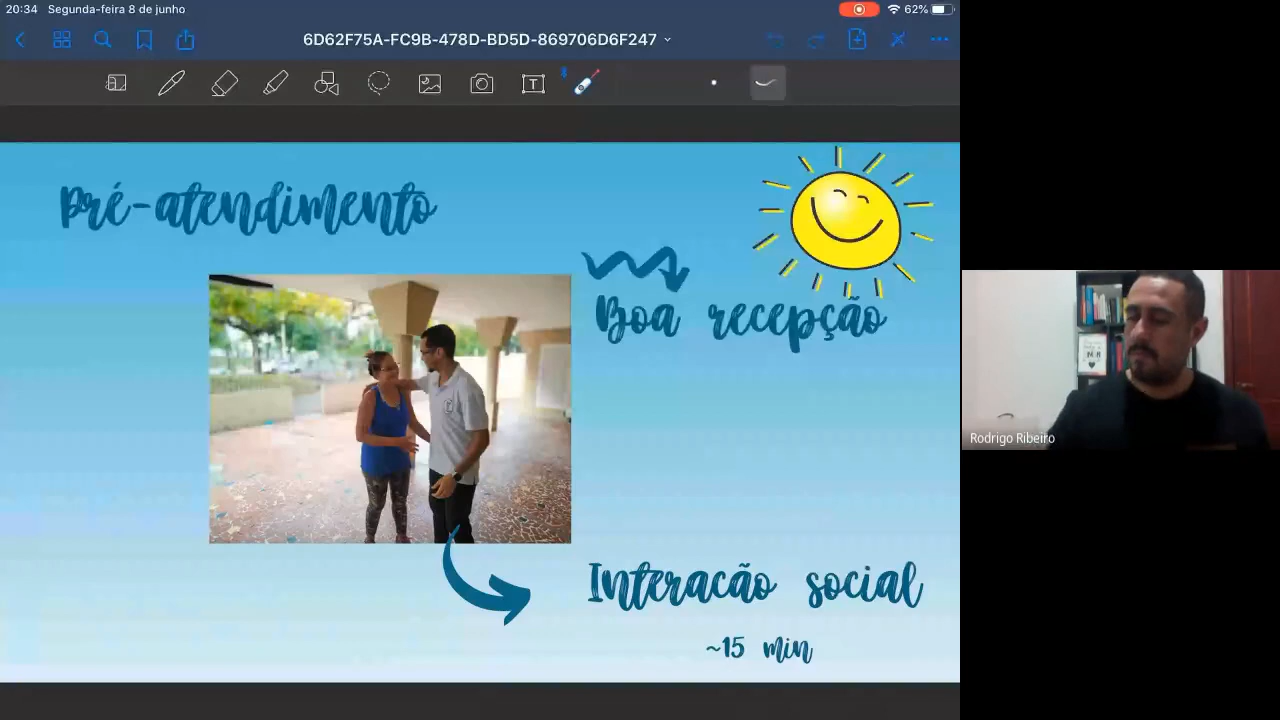 20:34 Segunda-feira 8 de junho
62%
6D62F75A-FC9B-478D-BD5D-869706D6F247
T
Pré-atendimento
Boa recepção
Rodrigo Ribeiro
Interacão social
~15 min